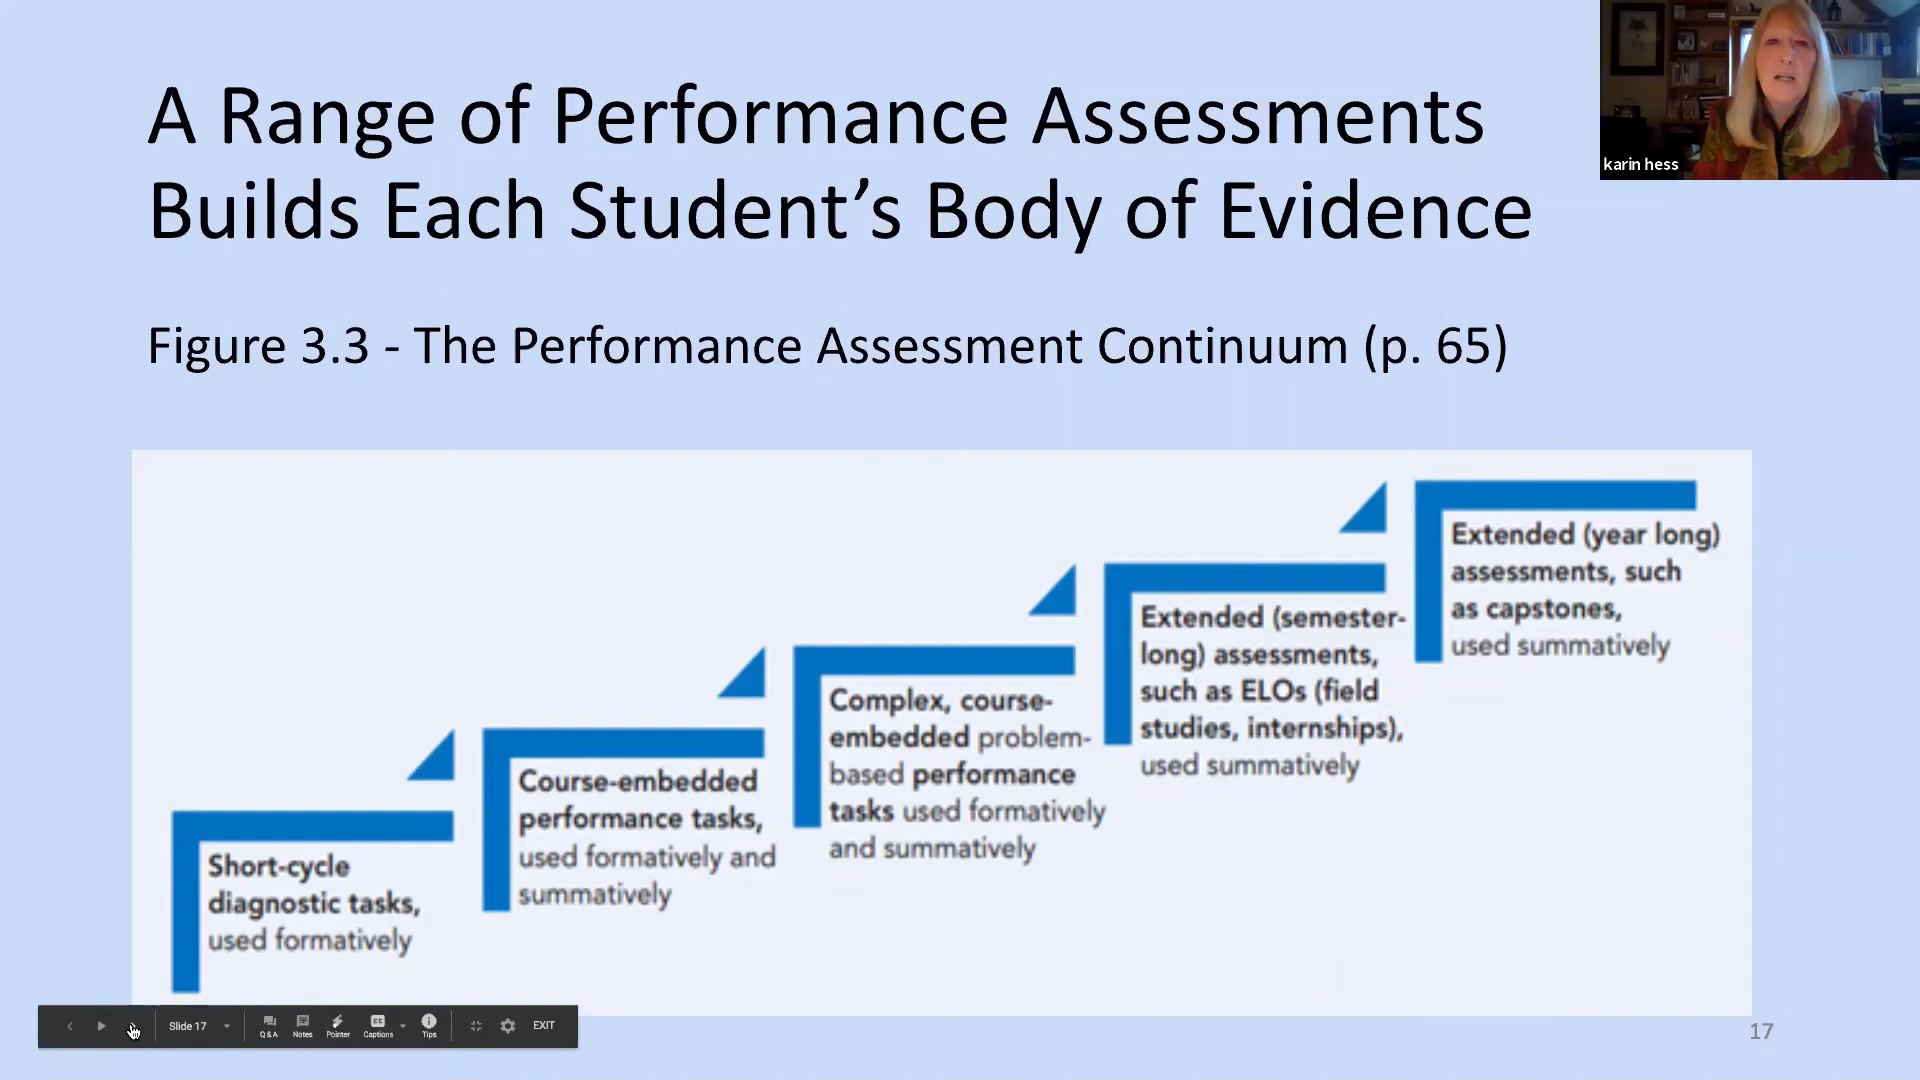 A Range of Performance Assessments
Builds Each Student’s Body of Evidence
karin hess
Figure 3.3 - The Performance Assessment Continuum (p. 65)
Short-cycle
diagnostic tasks,
used formatively
Course-embedded
performance tasks,
used formatively and
summatively
Complex, course-
embedded problem-
based performance
tasks used formatively
and summatively
Extended (semester-
long) assessments,
such as ELOs (field
studies, internships),
used summatively
Extended (year long)
assessments, such
as capstones,
used summatively
Slide 17
Q & A
Notes
Pointer
CC
Captions
Tips
EXIT
17